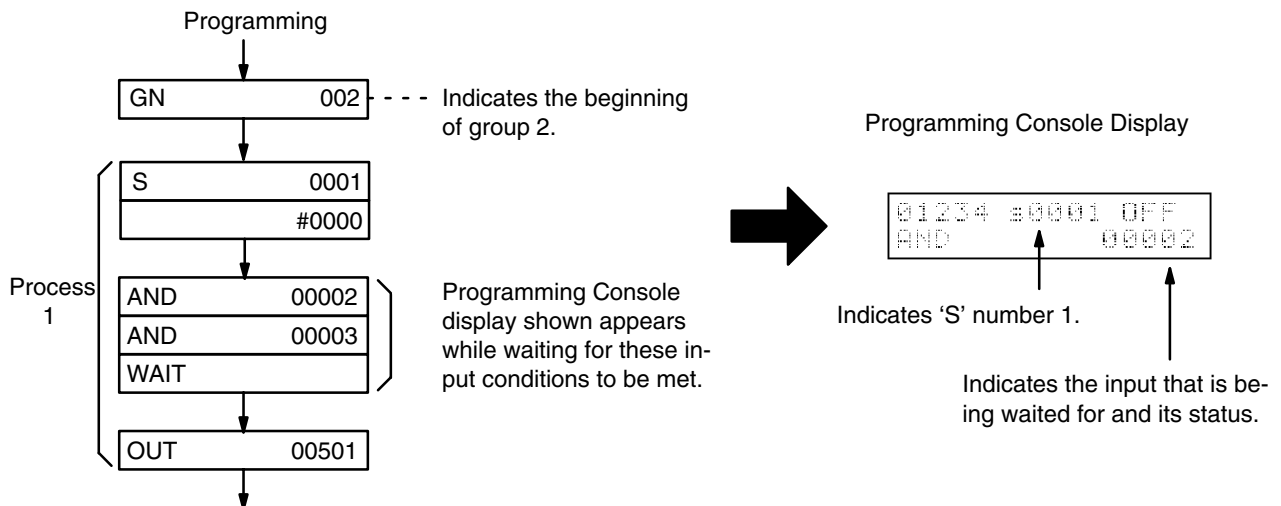 Programming
GN 002
Indicates the beginning
of group 2.
Process
1
S 0001
#0000
AND 00002
AND 00003
WAIT
Programming Console
display shown appears
while waiting for these in-
put conditions to be met.
OUT 00501
Programming Console Display
01234 s0001 OFF
AND 00002
Indicates ‘S’ number 1.
Indicates the input that is be-
ing waited for and its status.